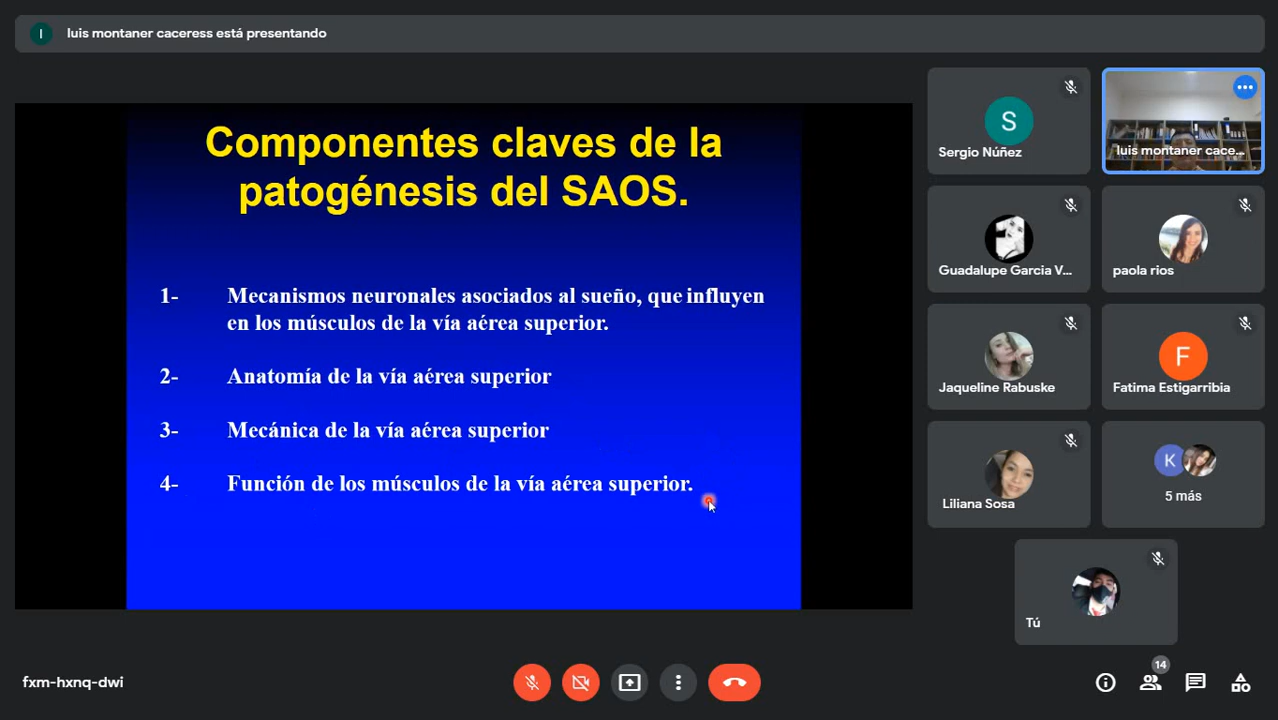 I
luis montaner caceress está presentando
Componentes claves de la
patogénesis del SAOS.
1- Mecanismos neuronales asociados al sueño, que influyen
en los músculos de la vía aérea superior.
2- Anatomía de la vía aérea superior
3- Mecánica de la vía aérea superior
4- Función de los músculos de la vía aérea superior.
S
Sergio Núñez
luis montaner cace...
Guadalupe Garcia V...
paola rios
Jaqueline Rabuske
F
Fatima Estigarribia
Liliana Sosa
K
5 más
Tú
fxm-hxnq-dwi
14